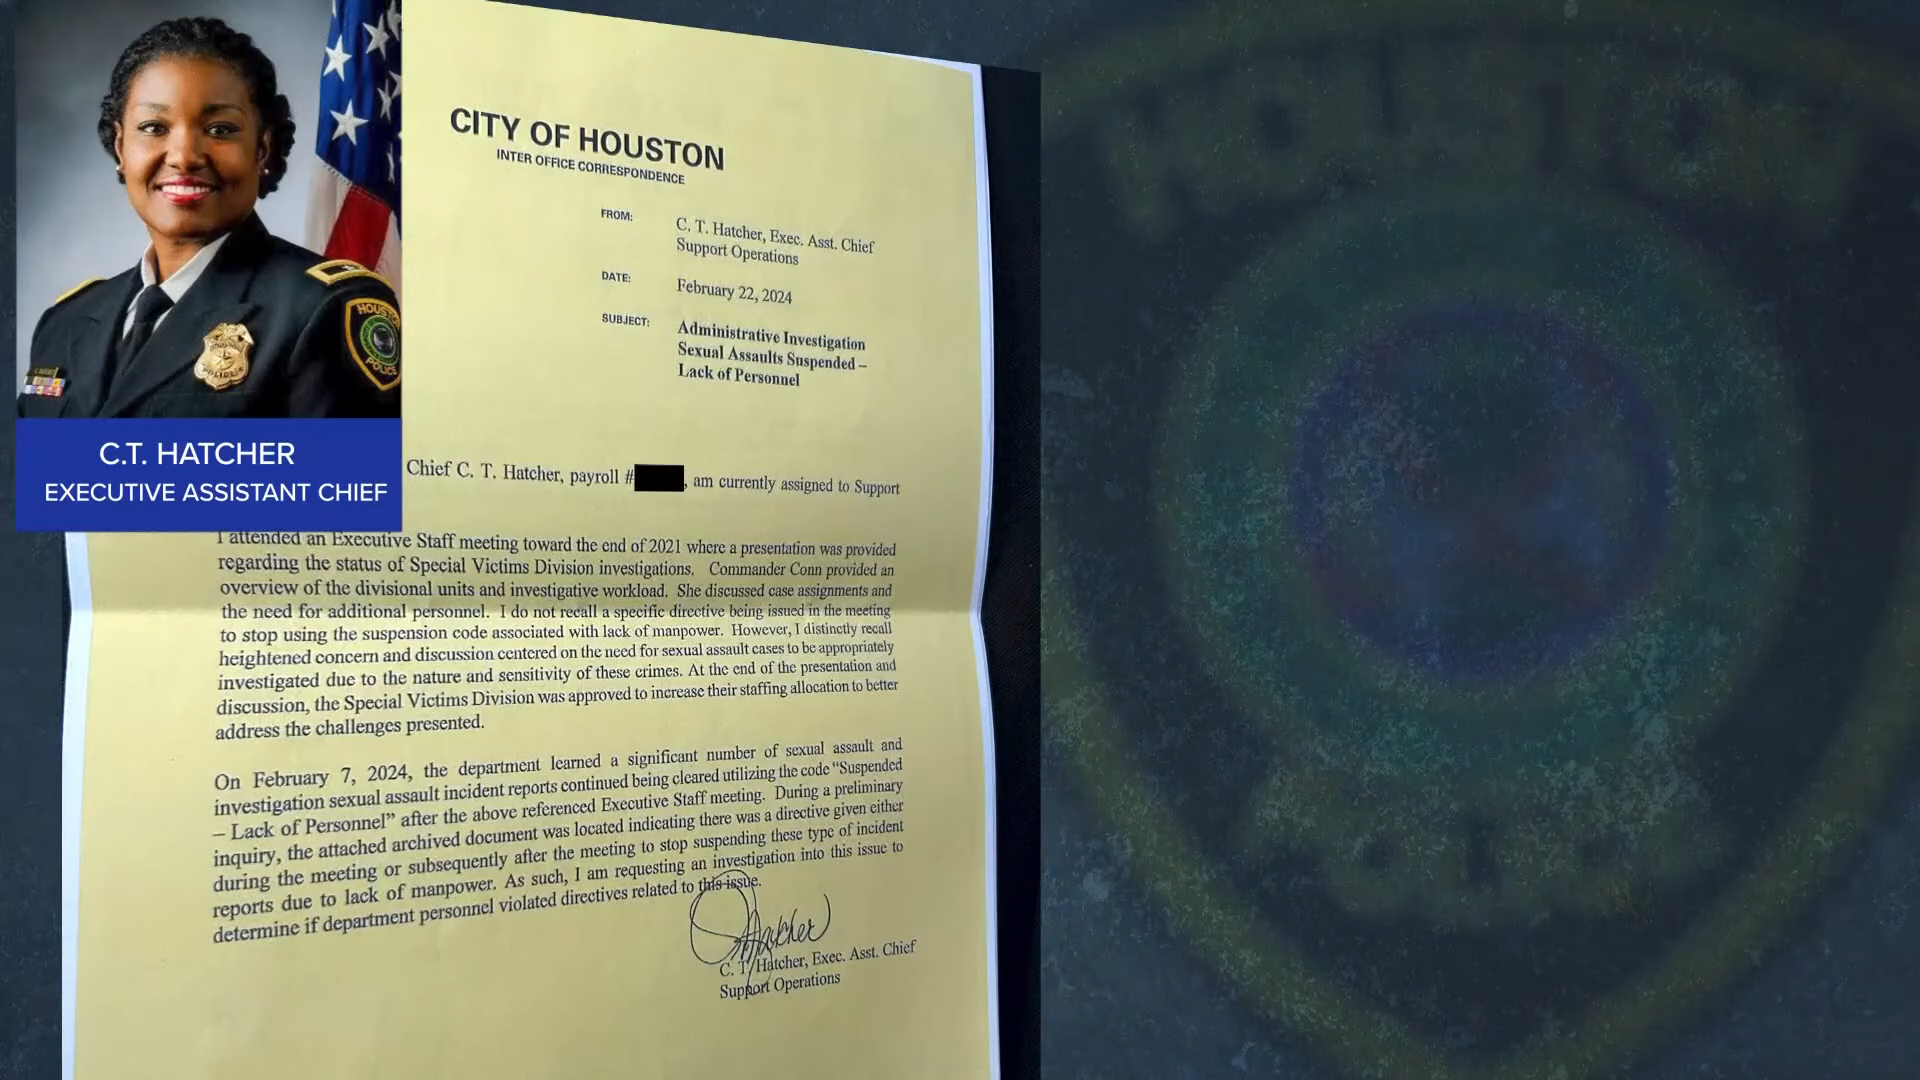 HOUSTON
POLICE
C.T. HATCHER
EXECUTIVE ASSISTANT CHIEF
CITY OF HOUSTON
INTER OFFICE CORRESPONDENCE
FROM: C. T. Hatcher, Exec. Asst. Chief
Support Operations
DATE: February 22, 2024
SUBJECT: Administrative Investigation
Sexual Assaults Suspended –
Lack of Personnel
Chief C. T. Hatcher, payroll # , am currently assigned to Support
I attended an Executive Staff meeting toward the end of 2021 where a presentation was provided
regarding the status of Special Victims Division investigations. Commander Conn provided an
overview of the divisional units and investigative workload. She discussed case assignments and
the need for additional personnel. I do not recall a specific directive being issued in the meeting
to stop using the suspension code associated with lack of manpower. However, I distinctly recall
heightened concern and discussion centered on the need for sexual assault cases to be appropriately
investigated due to the nature and sensitivity of these crimes. At the end of the presentation and
discussion, the Special Victims Division was approved to increase their staffing allocation to better
address the challenges presented.
On February 7, 2024, the department learned a significant number of sexual assault and
investigation sexual assault incident reports continued being cleared utilizing the code “Suspended
– Lack of Personnel” after the above referenced Executive Staff meeting. During a preliminary
inquiry, the attached archived document was located indicating there was a directive given either
during the meeting or subsequently after the meeting to stop suspending these type of incident
reports due to lack of manpower. As such, I am requesting an investigation into this issue to
determine if department personnel violated directives related to this issue.
C. T. Hatcher, Exec. Asst. Chief
Support Operations